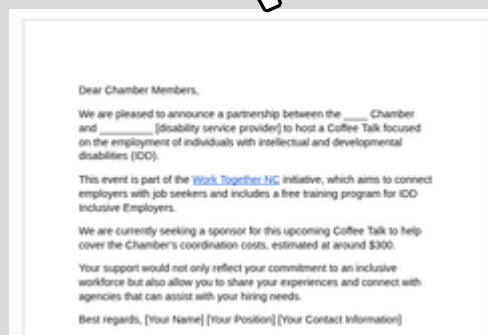 Dear Chamber Members,
We are pleased to announce a partnership between the ____ Chamber
and _________ [disability service provider] to host a Coffee Talk focused
on the employment of individuals with intellectual and developmental
disabilities (IDD).
This event is part of the Work Together NC initiative, which aims to connect
employers with job seekers and includes a free training program for IDD
Inclusive Employers.
We are currently seeking a sponsor for this upcoming Coffee Talk to help
cover the Chamber's coordination costs, estimated at around $300.
Your support would not only reflect your commitment to an inclusive
workforce but also allow you to share your experiences and connect with
agencies that can assist with your hiring needs.
Best regards, [Your Name] [Your Position] [Your Contact Information]